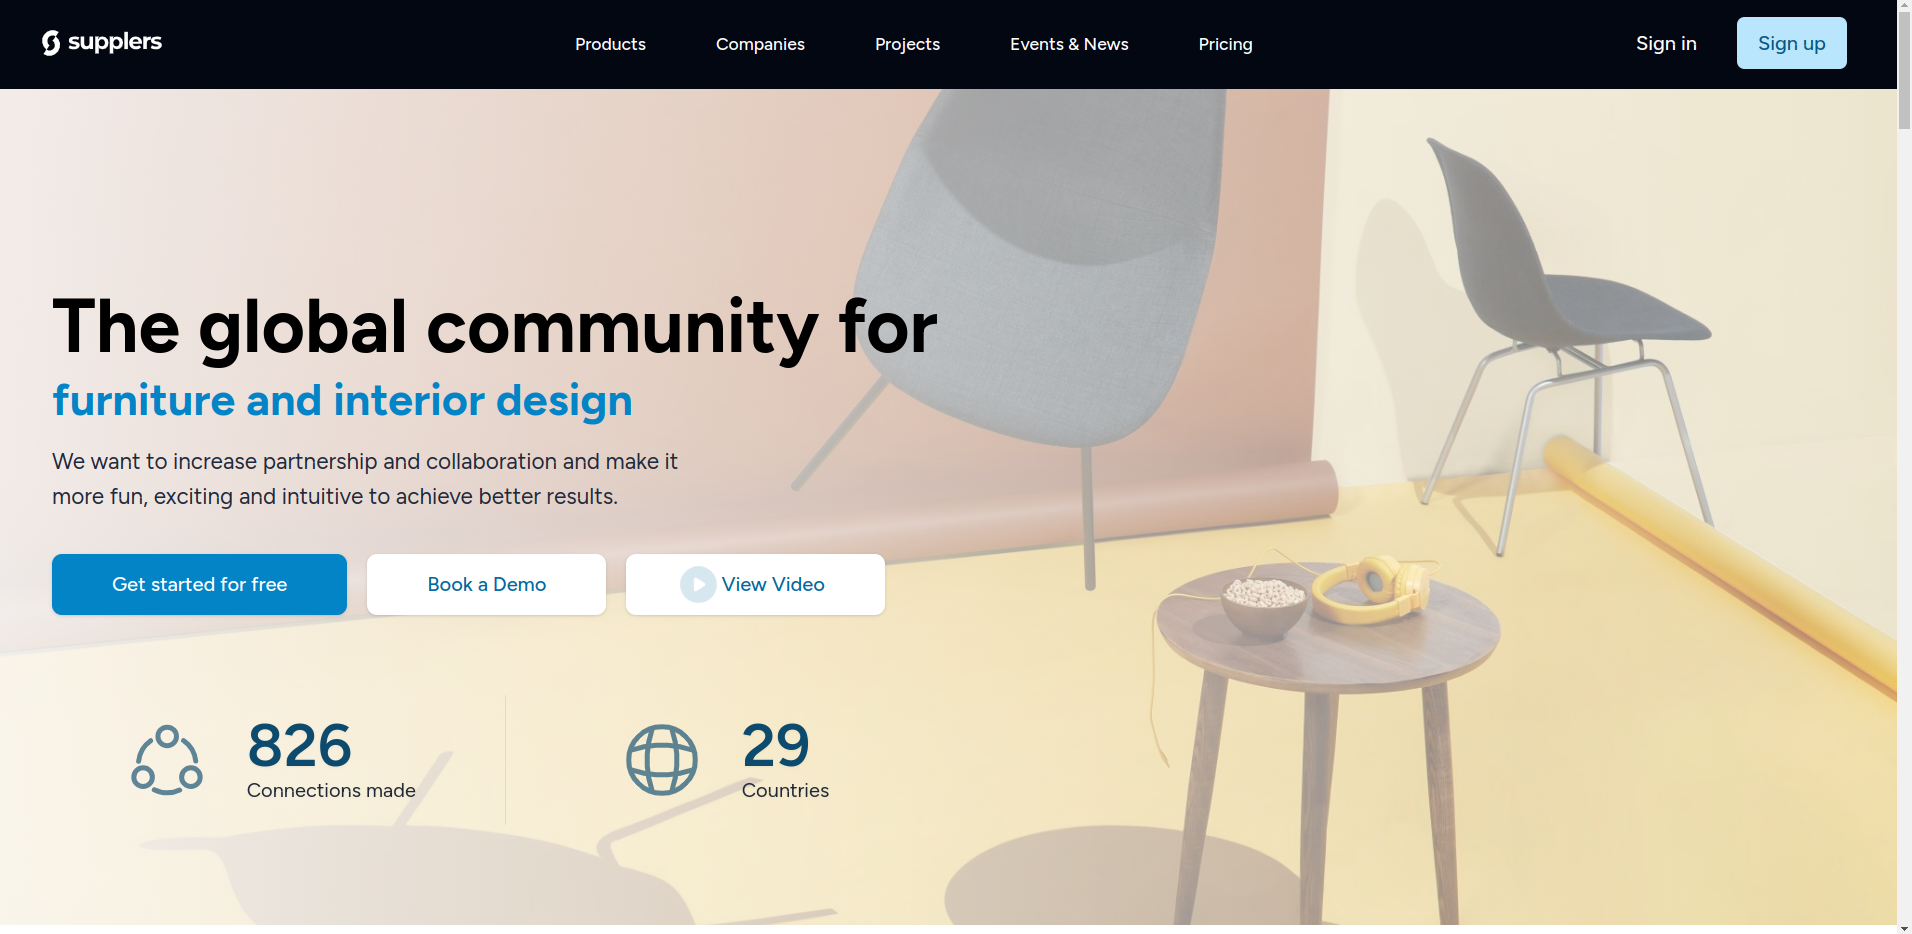 supplers
Products
Companies
Projects
Events & News
Pricing
Sign in
Sign up
The global community for
furniture and interior design
We want to increase partnership and collaboration and make it
more fun, exciting and intuitive to achieve better results.
Get started for free
Book a Demo
View Video
826
Connections made
29
Countries